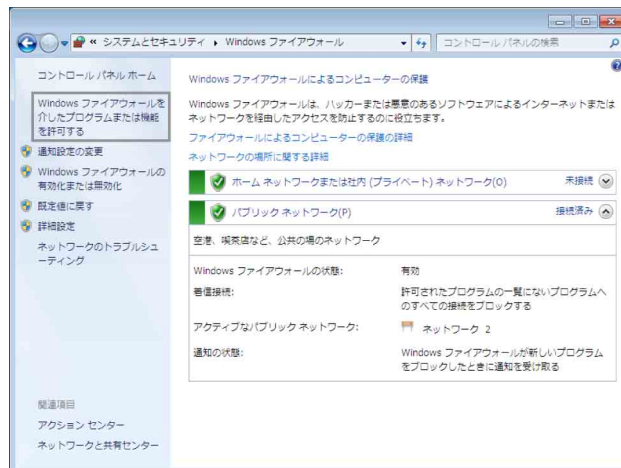 « システムとセキュリティ ▸ Windows ファイアウォール
コントロール パネルの検索
コントロール パネル ホーム
Windows ファイアウォールを
介したプログラムまたは機能
を許可する
通知設定の変更
Windows ファイアウォールの
有効化または無効化
既定値に戻す
詳細設定
ネットワークのトラブルシュ
ーティング
関連項目
アクション センター
ネットワークと共有センター
Windows ファイアウォールによるコンピューターの保護
Windows ファイアウォールは、ハッカーまたは悪意のあるソフトウェアによるインターネットまたは
ネットワークを経由したアクセスを防止するのに役立ちます。
ファイアウォールによるコンピューターの保護の詳細
ネットワークの場所に関する詳細
ホーム ネットワークまたは社内 (プライベート) ネットワーク(O) 未接続
パブリック ネットワーク(P) 接続済み
空港、喫茶店など、公共の場のネットワーク
Windows ファイアウォールの状態: 有効
着信接続: 許可されたプログラムの一覧にないプログラムへ
のすべての接続をブロックする
アクティブなパブリック ネットワーク: ネットワーク 2
通知の状態: Windows ファイアウォールが新しいプログラム
をブロックしたときに通知を受け取る